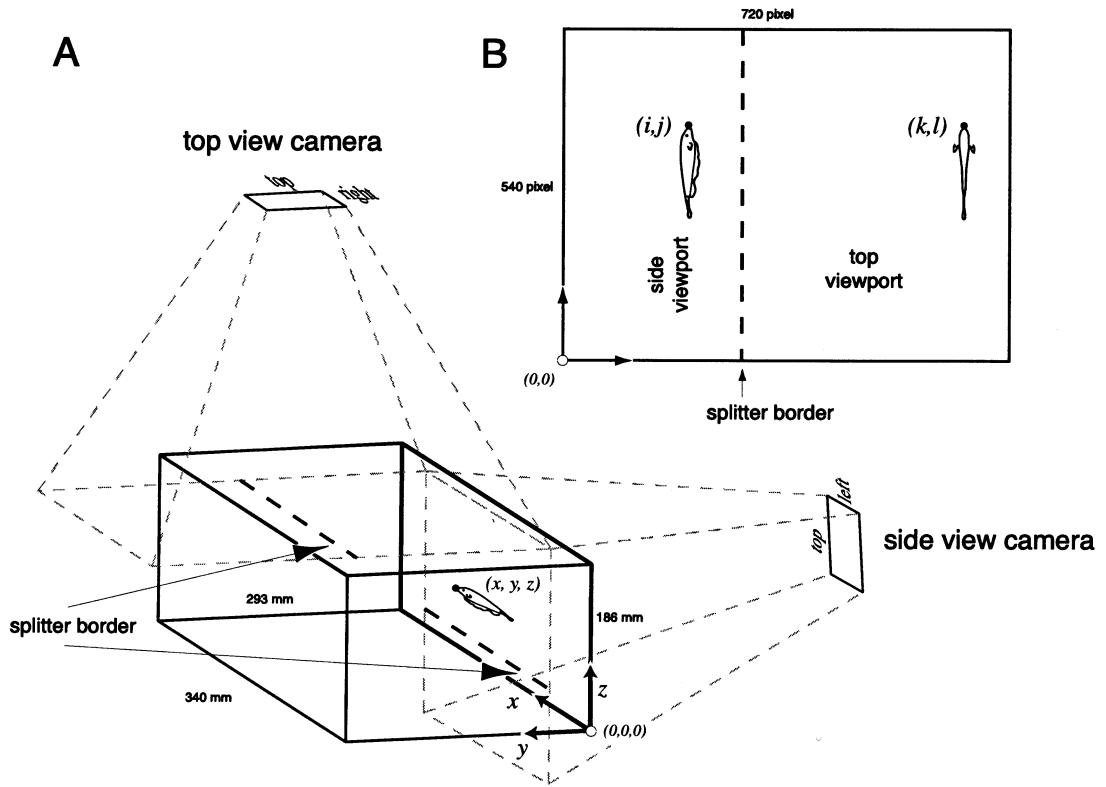 A
B
720 pixel
(i,j)
(k,l)
top view camera
top
right
540 pixel
side
viewport
top
viewport
(0,0)
splitter border
left
top
side view camera
(x, y, z)
293 mm
186 mm
splitter border
340 mm
x
z
(0,0,0)
y